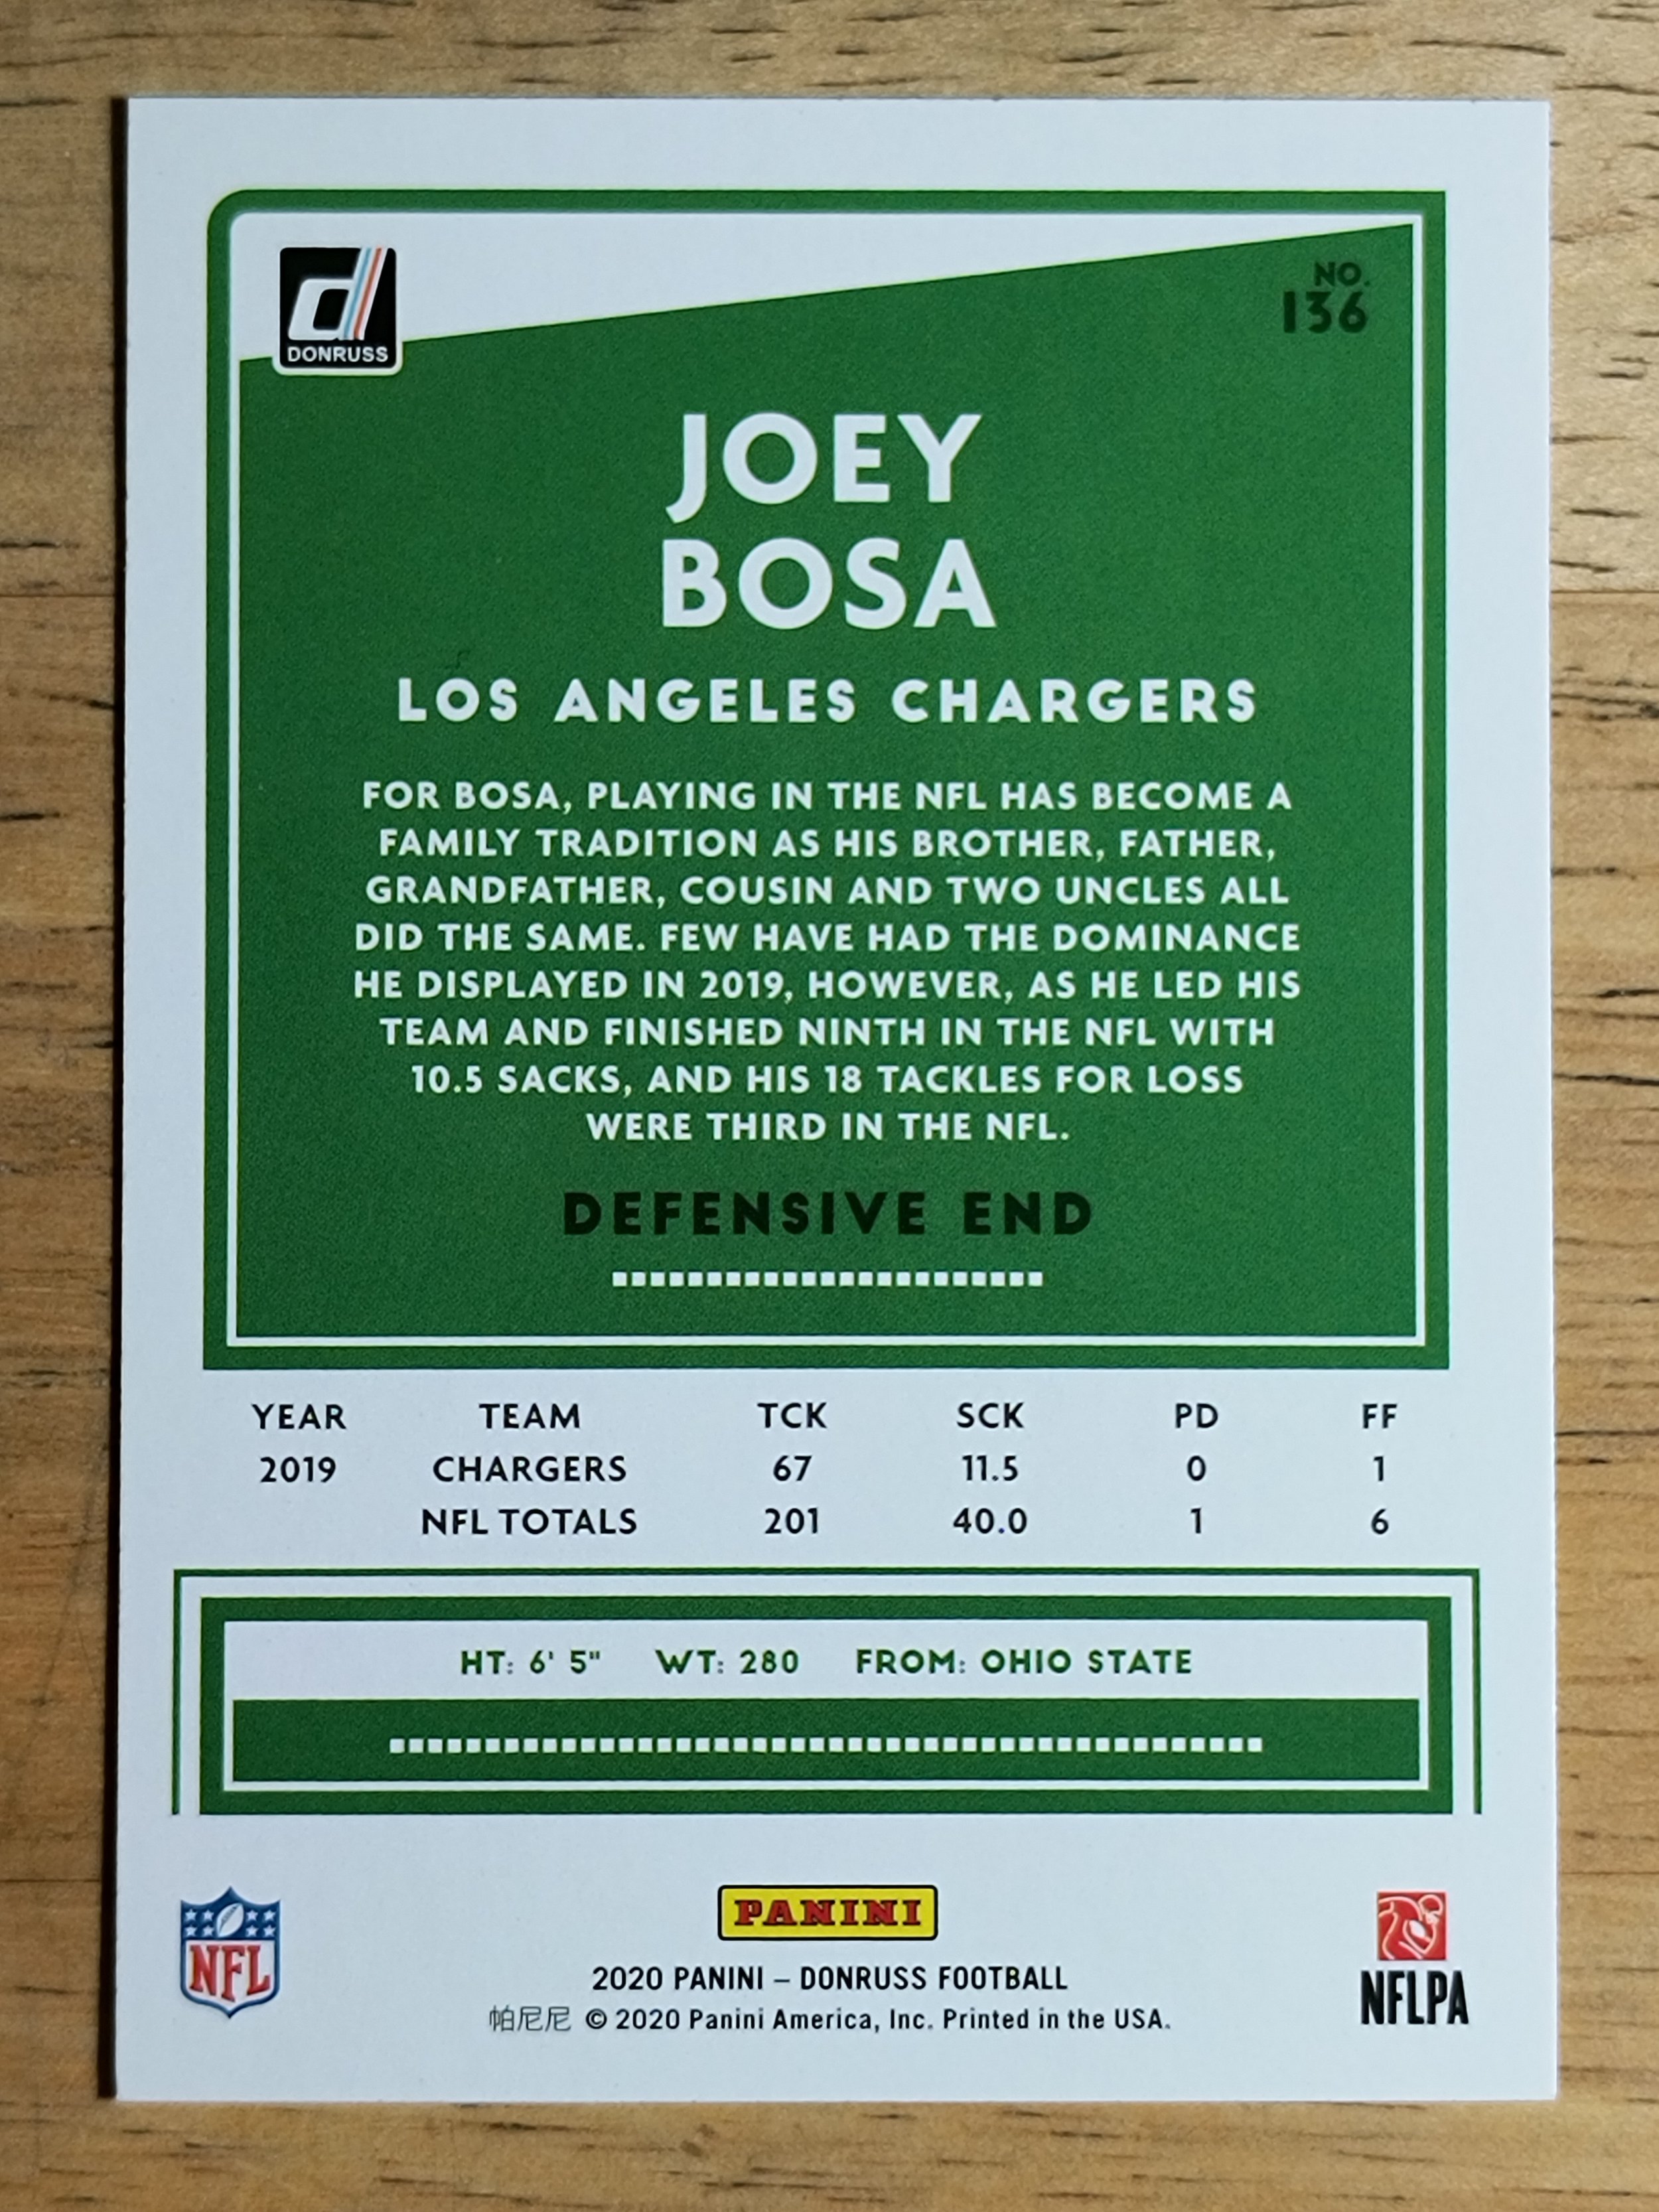 DONRUSS
NO.
136
JOEY
BOSA
LOS ANGELES CHARGERS
FOR BOSA, PLAYING IN THE NFL HAS BECOME A
FAMILY TRADITION AS HIS BROTHER, FATHER,
GRANDFATHER, COUSIN AND TWO UNCLES ALL
DID THE SAME. FEW HAVE HAD THE DOMINANCE
HE DISPLAYED IN 2019, HOWEVER, AS HE LED HIS
TEAM AND FINISHED NINTH IN THE NFL WITH
10.5 SACKS, AND HIS 18 TACKLES FOR LOSS
WERE THIRD IN THE NFL.
DEFENSIVE END
YEAR TEAM TCK SCK PD FF
2019 CHARGERS 67 11.5 0 1
NFL TOTALS 201 40.0 1 6
HT: 6' 5" WT: 280 FROM: OHIO STATE
NFL
PANINI
2020 PANINI – DONRUSS FOOTBALL
帕尼尼 © 2020 Panini America, Inc. Printed in the USA.
NFLPA